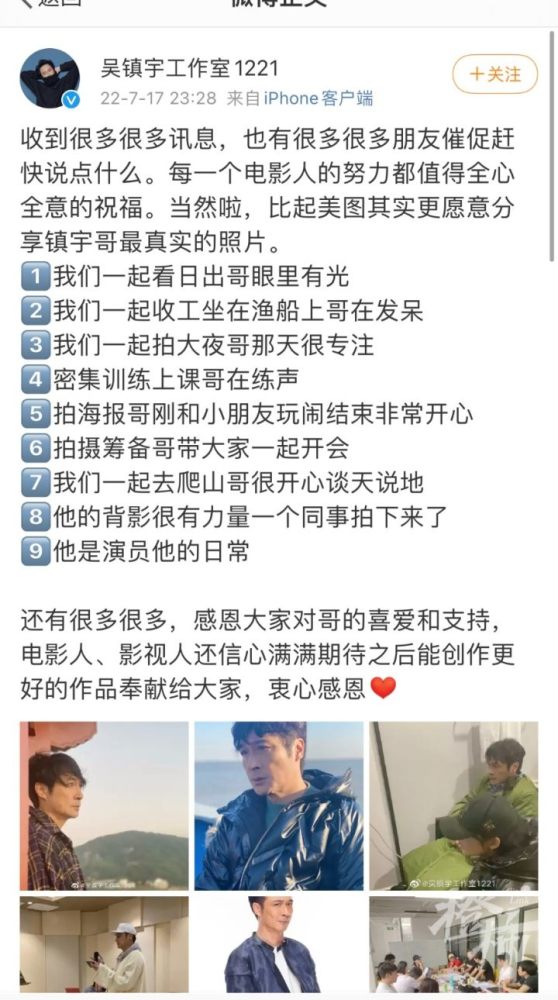 返回
微博正文
吴镇宇工作室1221
22-7-17 23:28 来自iPhone客户端
+关注
收到很多很多讯息，也有很多很多朋友催促赶
快说点什么。每一个电影人的努力都值得全心
全意的祝福。当然啦，比起美图其实更愿意分
享镇宇哥最真实的照片。
1我们一起看日出哥眼里有光
2我们一起收工坐在渔船上哥在发呆
3我们一起拍大夜哥那天很专注
4密集训练上课哥在练声
5拍海报哥刚和小朋友玩闹结束非常开心
6拍摄筹备哥带大家一起开会
7我们一起去爬山哥很开心谈天说地
8他的背影很有力量一个同事拍下来了
9他是演员他的日常
还有很多很多，感恩大家对哥的喜爱和支持，
电影人、影视人还信心满满期待之后能创作更
好的作品奉献给大家，衷心感恩❤️
@吴镇宇工作室1221
橙柿
Link